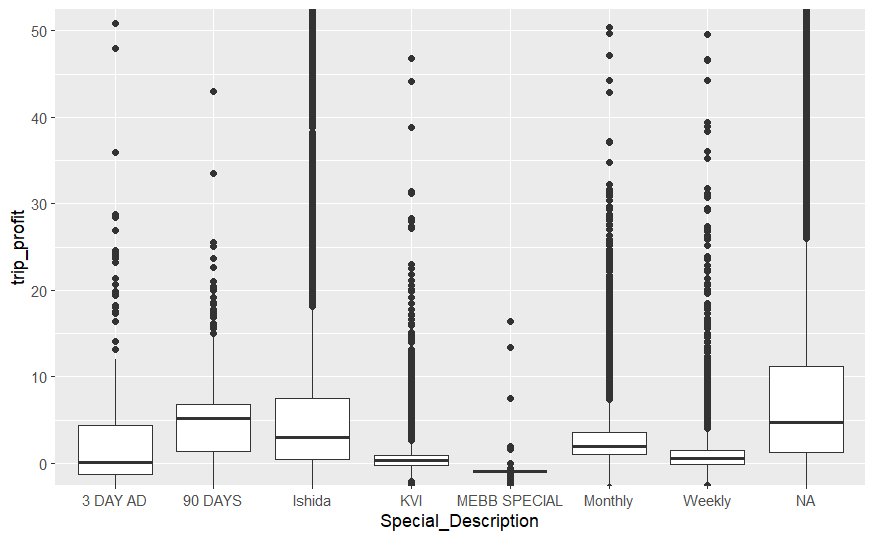 trip_profit
50
40
30
20
10
0
3 DAY AD 90 DAYS Ishida KVI MEBB SPECIAL Monthly Weekly NA
Special_Description